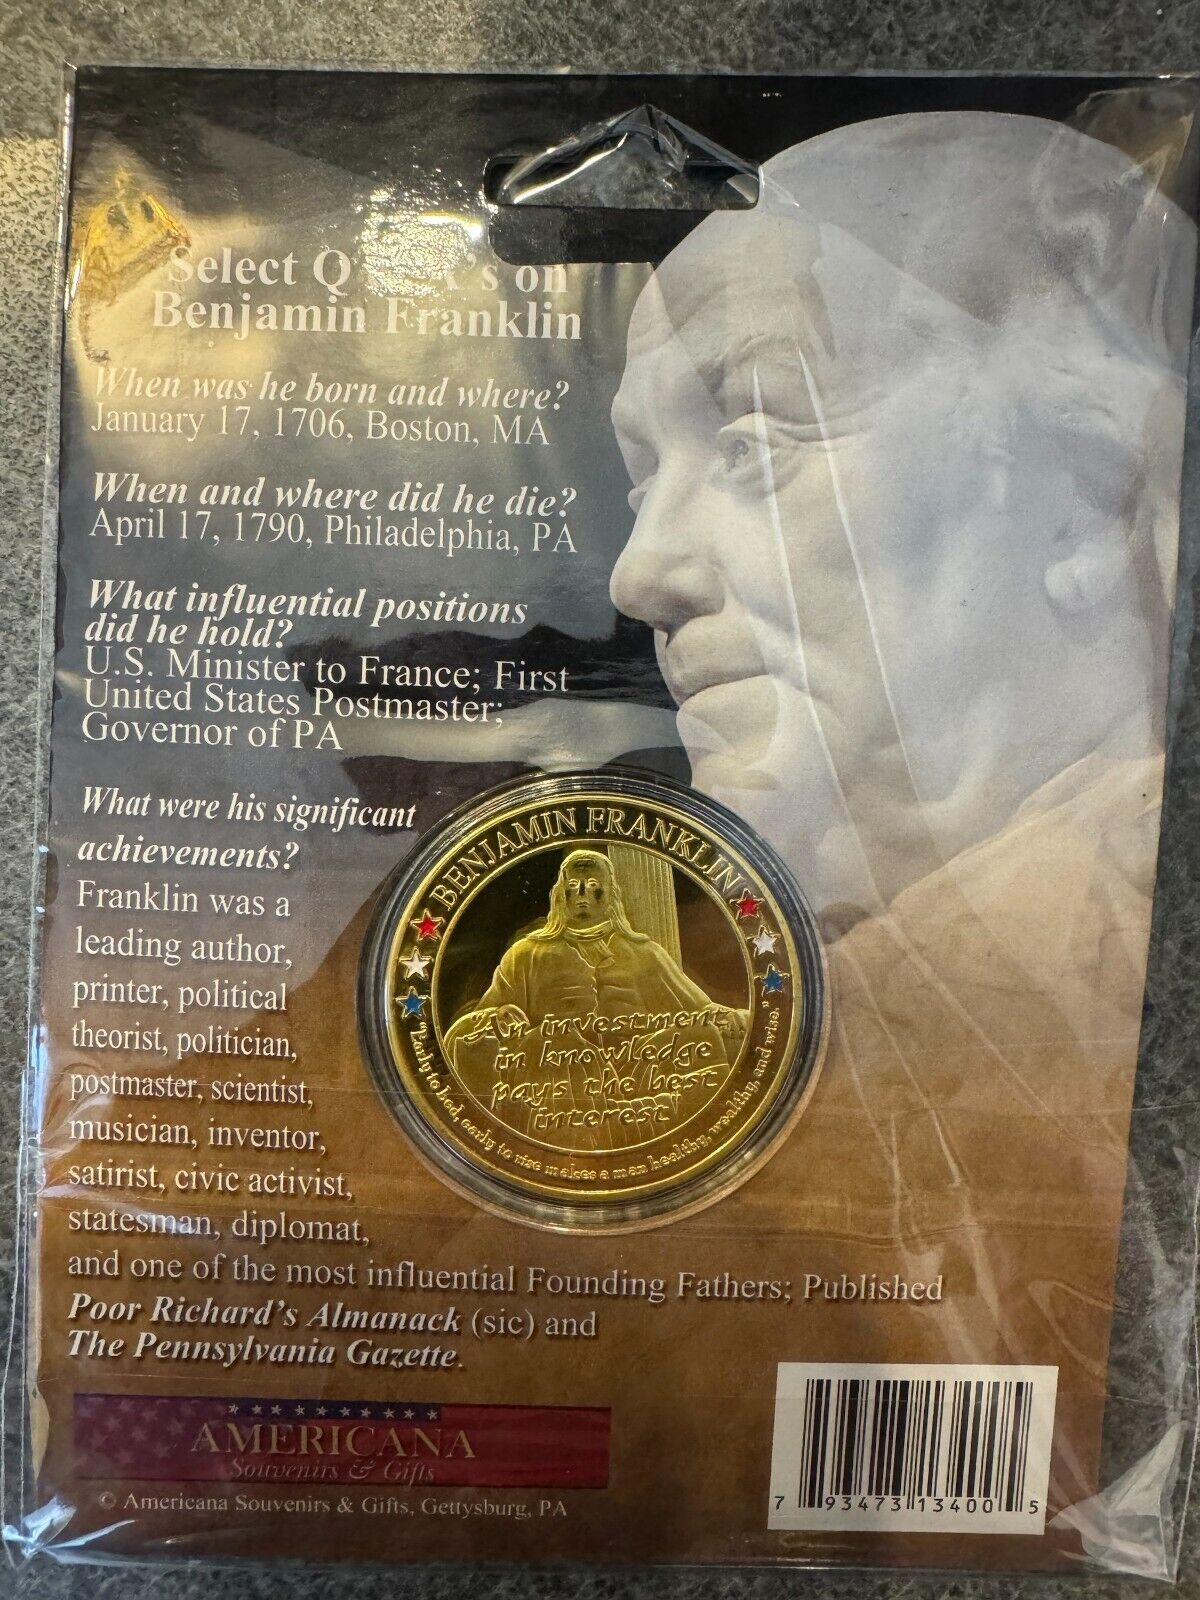 Select Q & A's on
Benjamin Franklin
When was he born and where?
January 17, 1706, Boston, MA
When and where did he die?
April 17, 1790, Philadelphia, PA
What influential positions
did he hold?
U.S. Minister to France; First
United States Postmaster;
Governor of PA
What were his significant
achievements?
Franklin was a
leading author,
printer, political
theorist, politician,
postmaster, scientist,
musician, inventor,
satirist, civic activist,
statesman, diplomat,
and one of the most influential Founding Fathers; Published
Poor Richard's Almanack (sic) and
The Pennsylvania Gazette.
BENJAMIN FRANKLIN
"An investment
in knowledge
pays the best
interest"
"Early to bed, early to rise makes a man healthy, wealthy, and wise."
AMERICANA
Souvenirs & Gifts
© Americana Souvenirs & Gifts, Gettysburg, PA
7 93473 13400 5